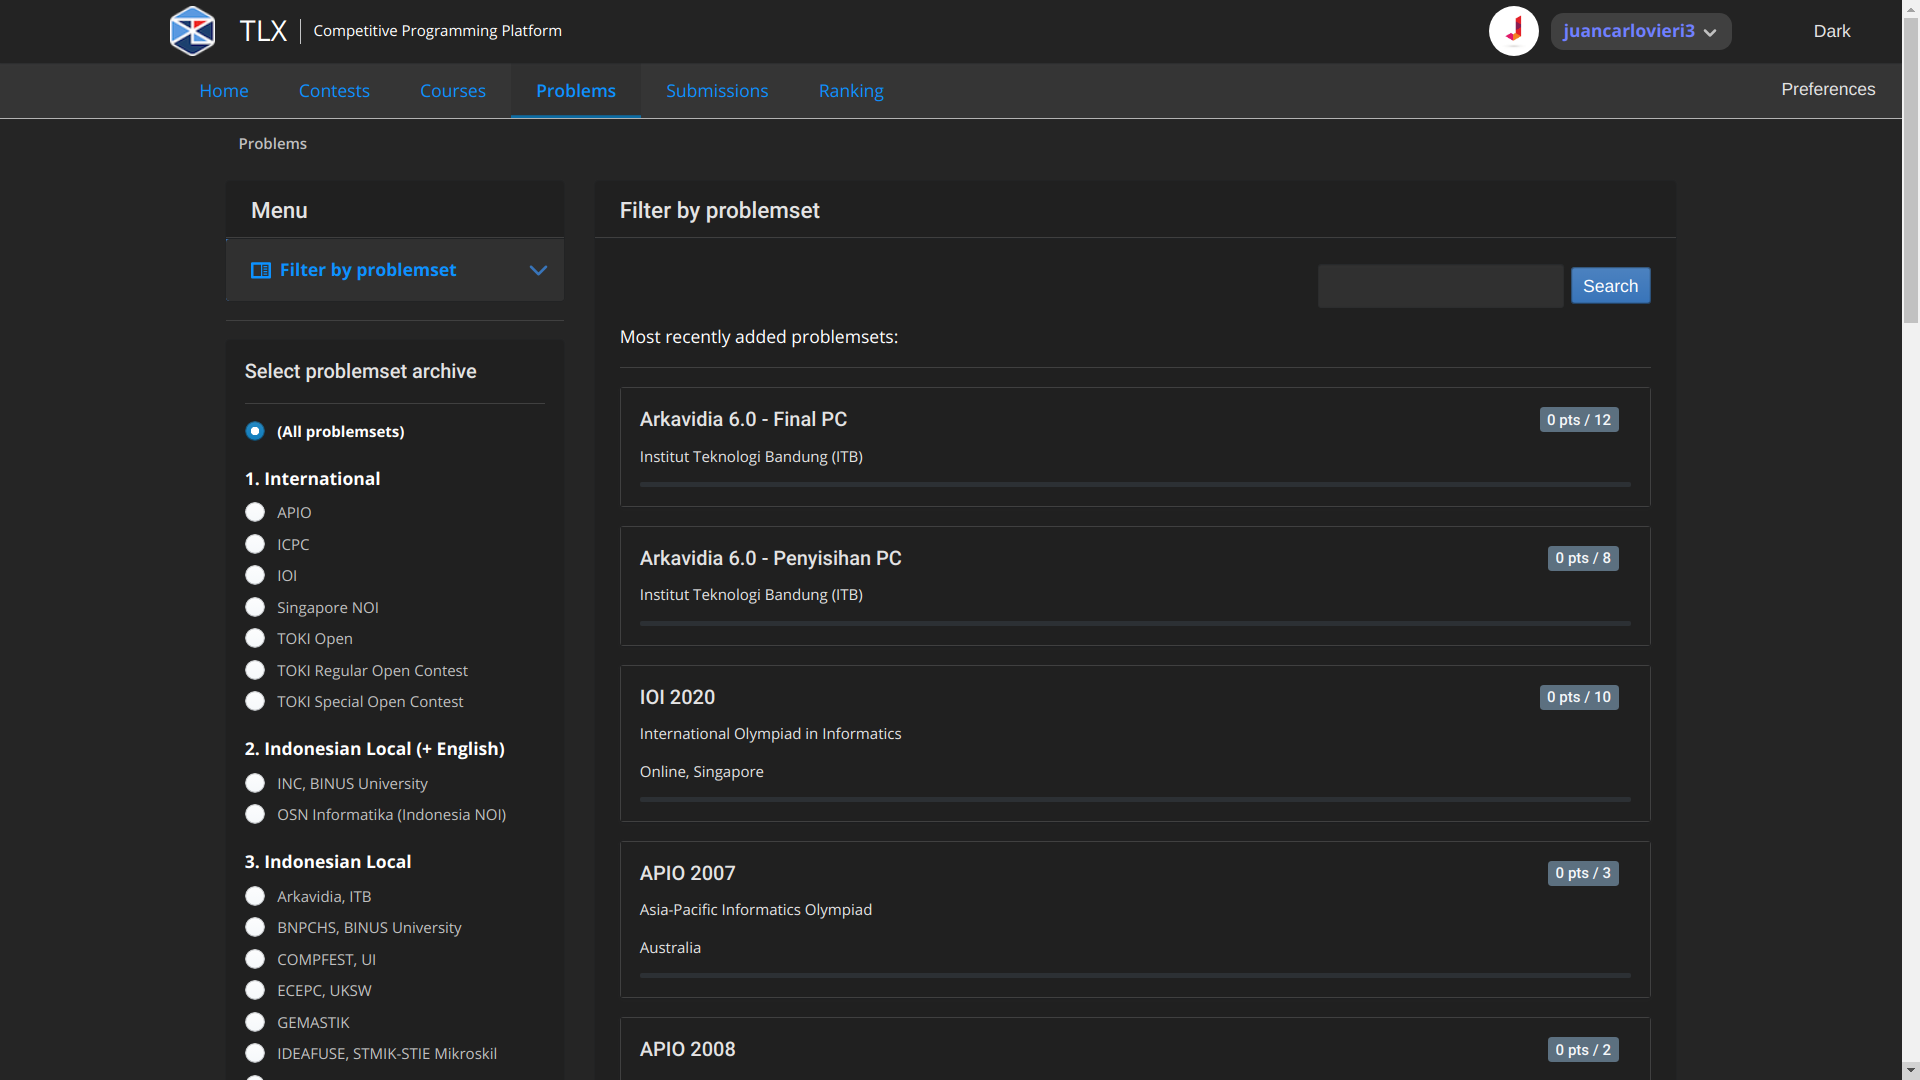 TLX
Competitive Programming Platform
juancarlovieri3
Dark
Home
Contests
Courses
Problems
Submissions
Ranking
Preferences
Problems
Menu
Filter by problemset
Select problemset archive
(All problemsets)
1. International
APIO
ICPC
IOI
Singapore NOI
TOKI Open
TOKI Regular Open Contest
TOKI Special Open Contest
2. Indonesian Local (+ English)
INC, BINUS University
OSN Informatika (Indonesia NOI)
3. Indonesian Local
Arkavidia, ITB
BNPCHS, BINUS University
COMPFEST, UI
ECEPC, UKSW
GEMASTIK
IDEAFUSE, STMIK-STIE Mikroskil
Filter by problemset
Search
Most recently added problemsets:
Arkavidia 6.0 - Final PC
0 pts / 12
Institut Teknologi Bandung (ITB)
Arkavidia 6.0 - Penyisihan PC
0 pts / 8
Institut Teknologi Bandung (ITB)
IOI 2020
0 pts / 10
International Olympiad in Informatics
Online, Singapore
APIO 2007
0 pts / 3
Asia-Pacific Informatics Olympiad
Australia
APIO 2008
0 pts / 2